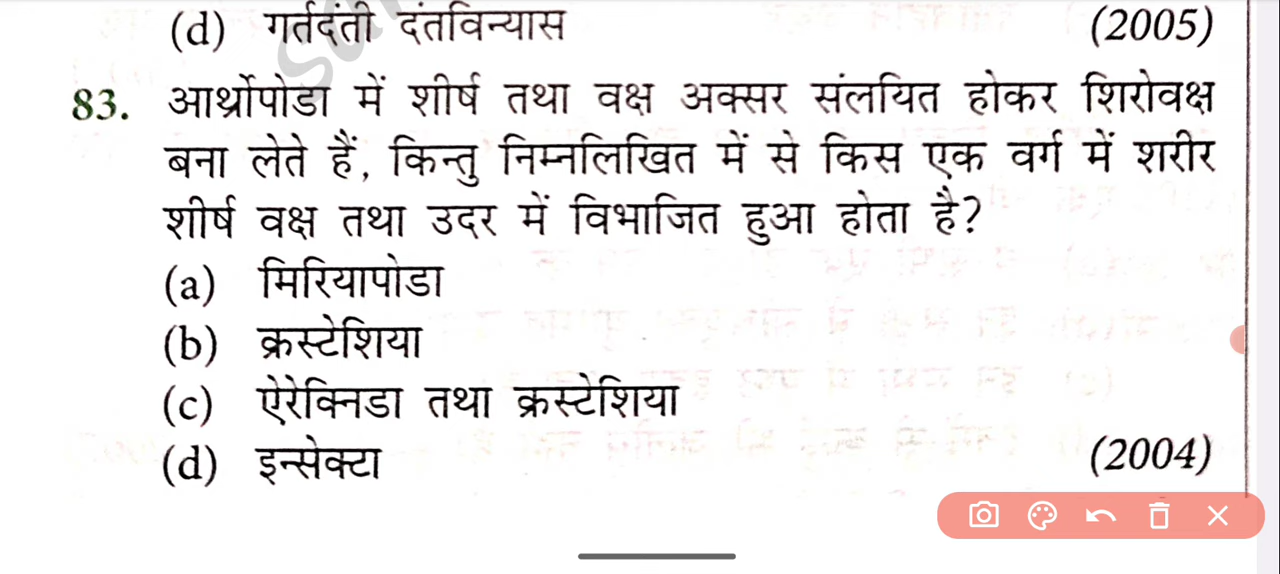 (d) गर्तदंती दंतविन्यास (2005)
83. आर्थ्रोपोडा में शीर्ष तथा वक्ष अक्सर संलयित होकर शिरोवक्ष
बना लेते हैं, किन्तु निम्नलिखित में से किस एक वर्ग में शरीर
शीर्ष वक्ष तथा उदर में विभाजित हुआ होता है?
(a) मिरियापोडा
(b) क्रस्टेशिया
(c) ऐरेक्निडा तथा क्रस्टेशिया
(d) इन्सेक्टा (2004)